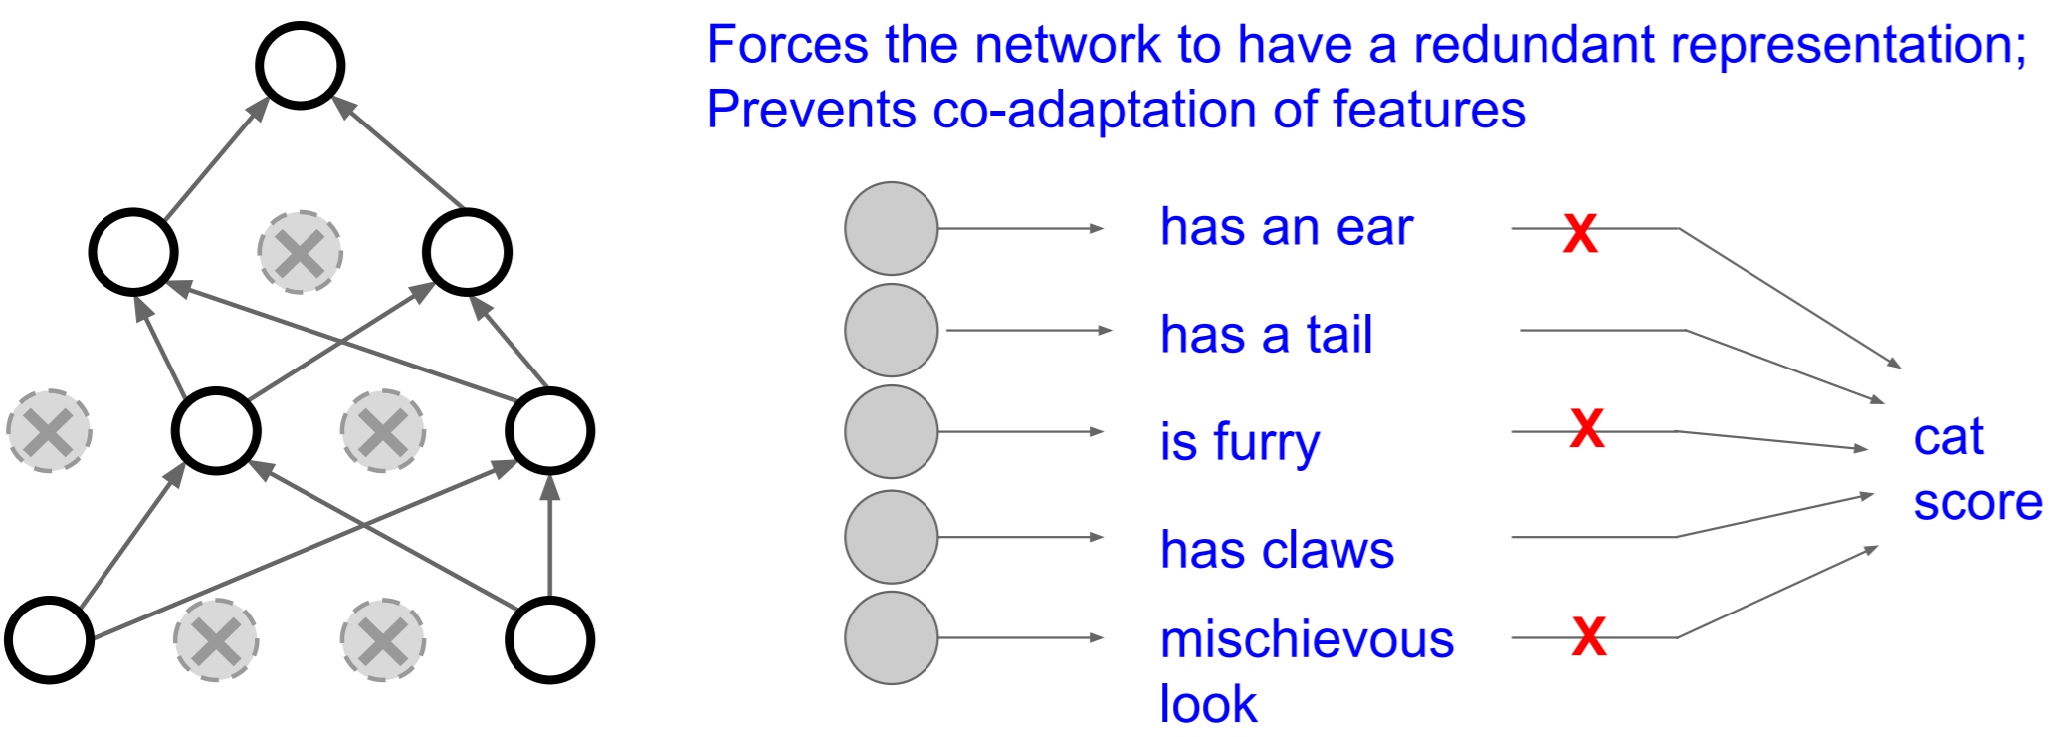 Forces the network to have a redundant representation;
Prevents co-adaptation of features
has an ear
X
has a tail
is furry
X
cat
score
has claws
mischievous
look
X